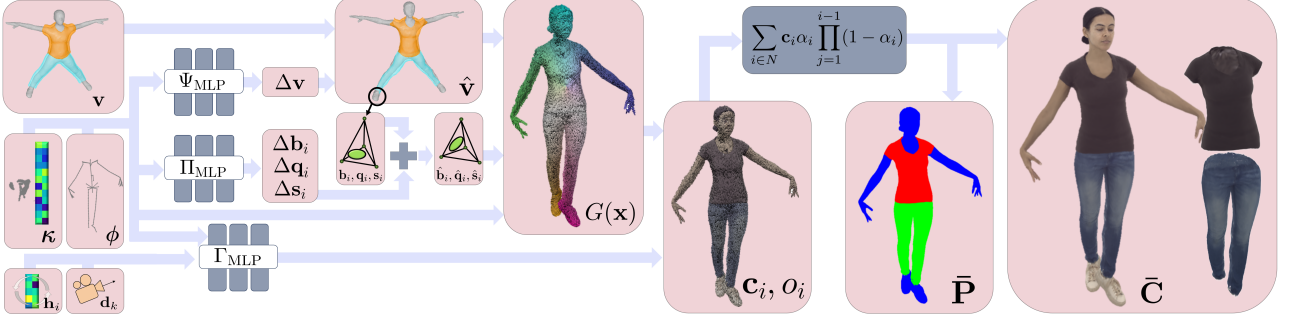 v
Ψ_MLP
Δv
v̂
κ
ϕ
Π_MLP
Δb_i
Δq_i
Δs_i
b_i, q_i, s_i
b̂_i, q̂_i, ŝ_i
G(x)
h_i
d_k
Γ_MLP
c_i, o_i
∑_{i∈N} c_i α_i ∏_{j=1}^{i−1} (1 − α_i)
P̄
C̄